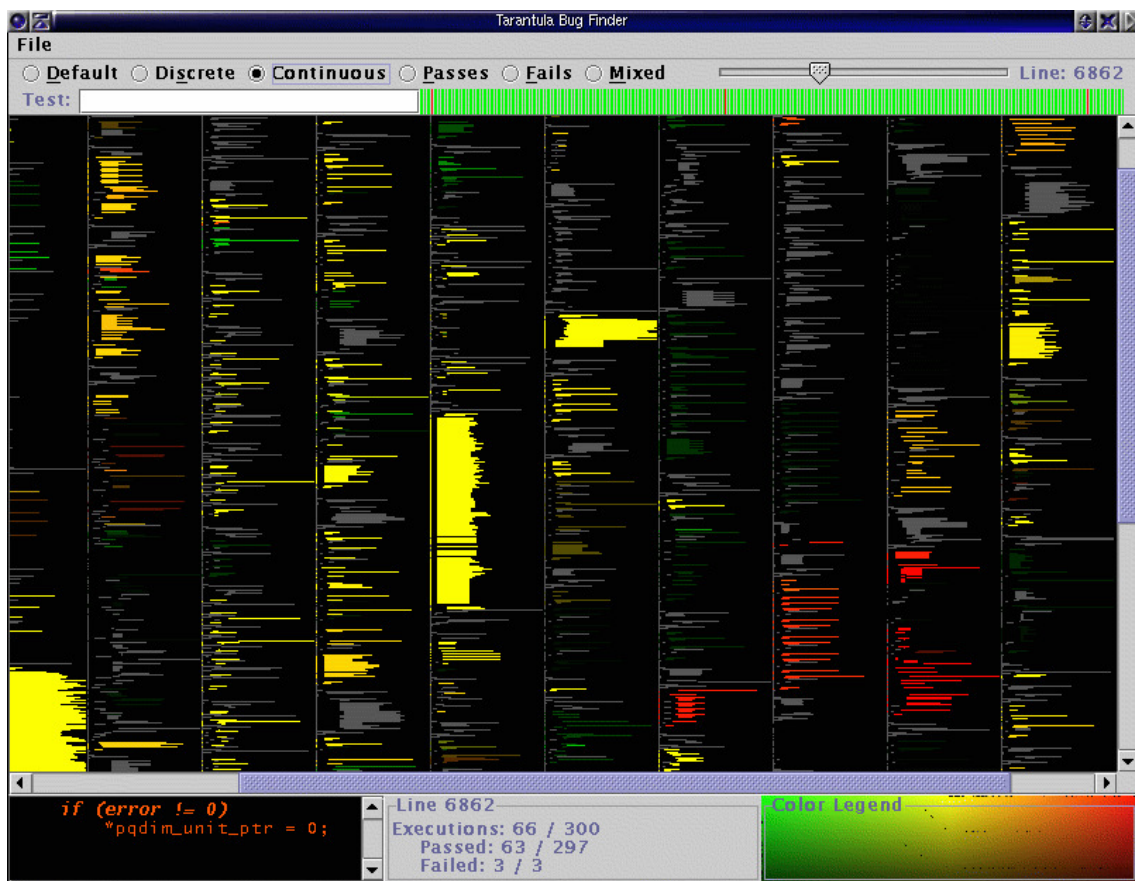 Tarantula Bug Finder
File
Default Discrete Continuous Passes Fails Mixed Line: 6862
Test:
if (error != 0)
*pqdim_unit_ptr = 0;
Line 6862
Executions: 66 / 300
Passed: 63 / 297
Failed: 3 / 3
Color Legend